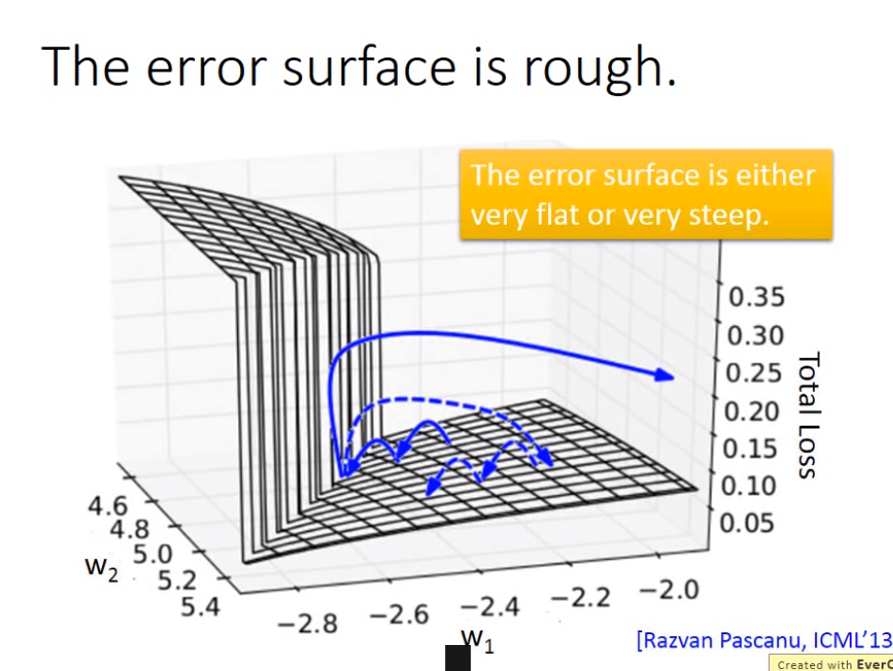 The error surface is rough.
The error surface is either
very flat or very steep.
0.35
0.30
0.25
0.20
0.15
0.10
0.05
Total Loss
4.6
4.8
5.0
5.2
5.4
w₂
−2.8
−2.6
−2.4
−2.2
−2.0
w₁
[Razvan Pascanu, ICML’13
Created with EverC